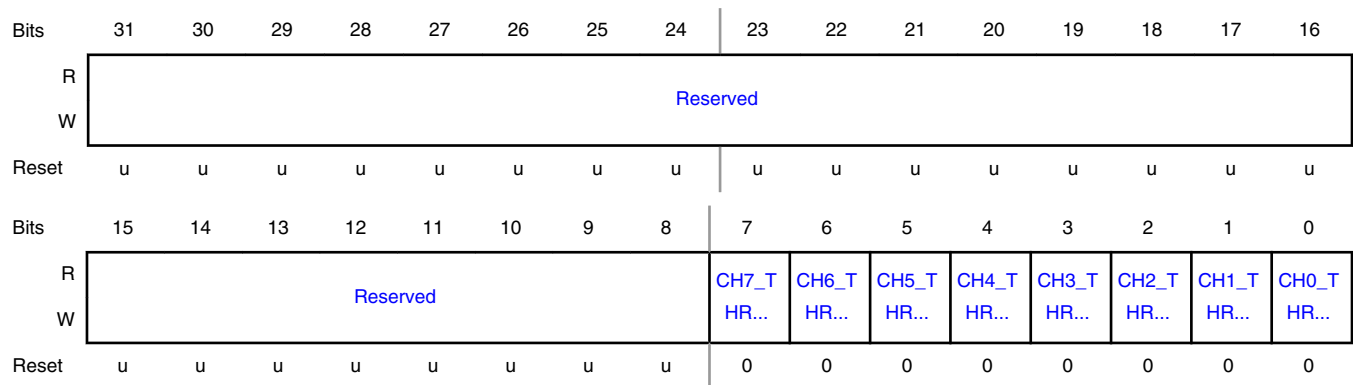 Bits 31 30 29 28 27 26 25 24 23 22 21 20 19 18 17 16
R
Reserved
W
Reset u u u u u u u u u u u u u u u u
Bits 15 14 13 12 11 10 9 8 7 6 5 4 3 2 1 0
R CH7_T CH6_T CH5_T CH4_T CH3_T CH2_T CH1_T CH0_T
Reserved
W HR... HR... HR... HR... HR... HR... HR... HR...
Reset u u u u u u u u 0 0 0 0 0 0 0 0